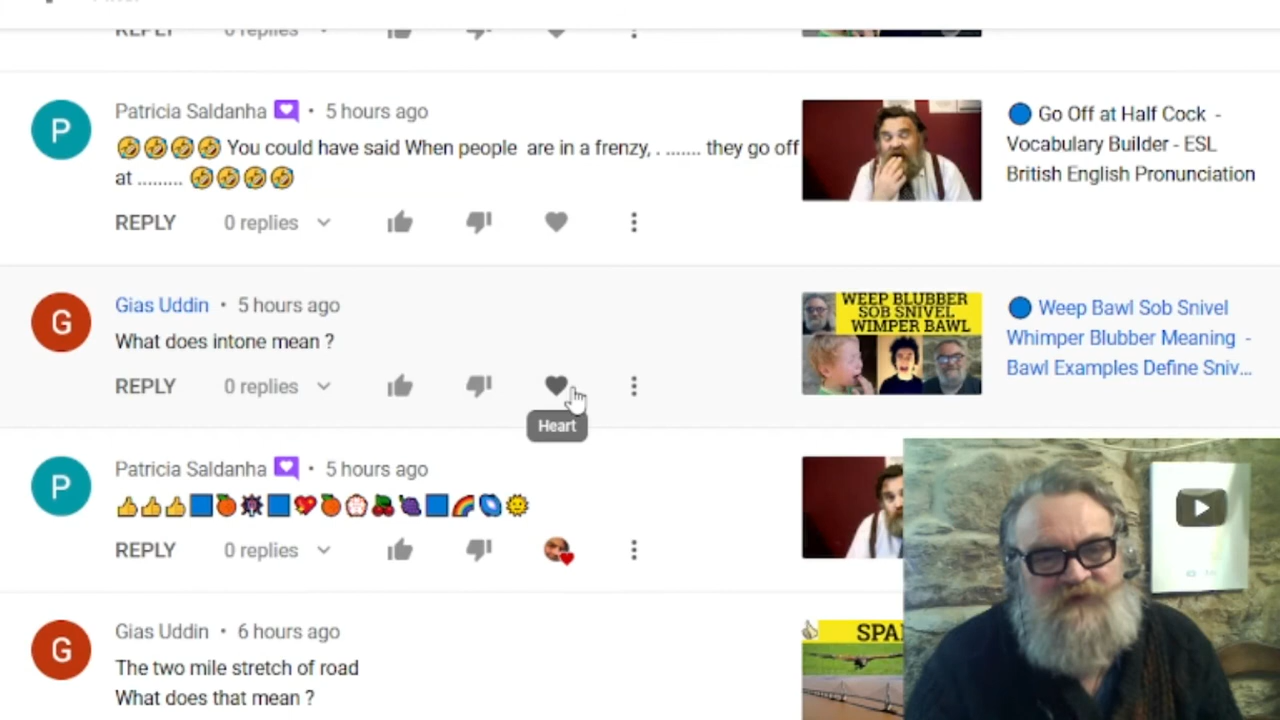 REPLY 0 replies
Patricia Saldanha • 5 hours ago
🤣🤣🤣🤣 You could have said When people are in a frenzy, . ....... they go off
at ......... 🤣🤣🤣🤣
REPLY 0 replies
🔵 Go Off at Half Cock -
Vocabulary Builder - ESL
British English Pronunciation
Gias Uddin • 5 hours ago
What does intone mean ?
REPLY 0 replies
Heart
WEEP BLUBBER
SOB SNIVEL
WIMPER BAWL
🔵 Weep Bawl Sob Snivel
Whimper Blubber Meaning -
Bawl Examples Define Sniv...
Patricia Saldanha • 5 hours ago
REPLY 0 replies
Gias Uddin • 6 hours ago
The two mile stretch of road
What does that mean ?
SPA
P
G
P
G